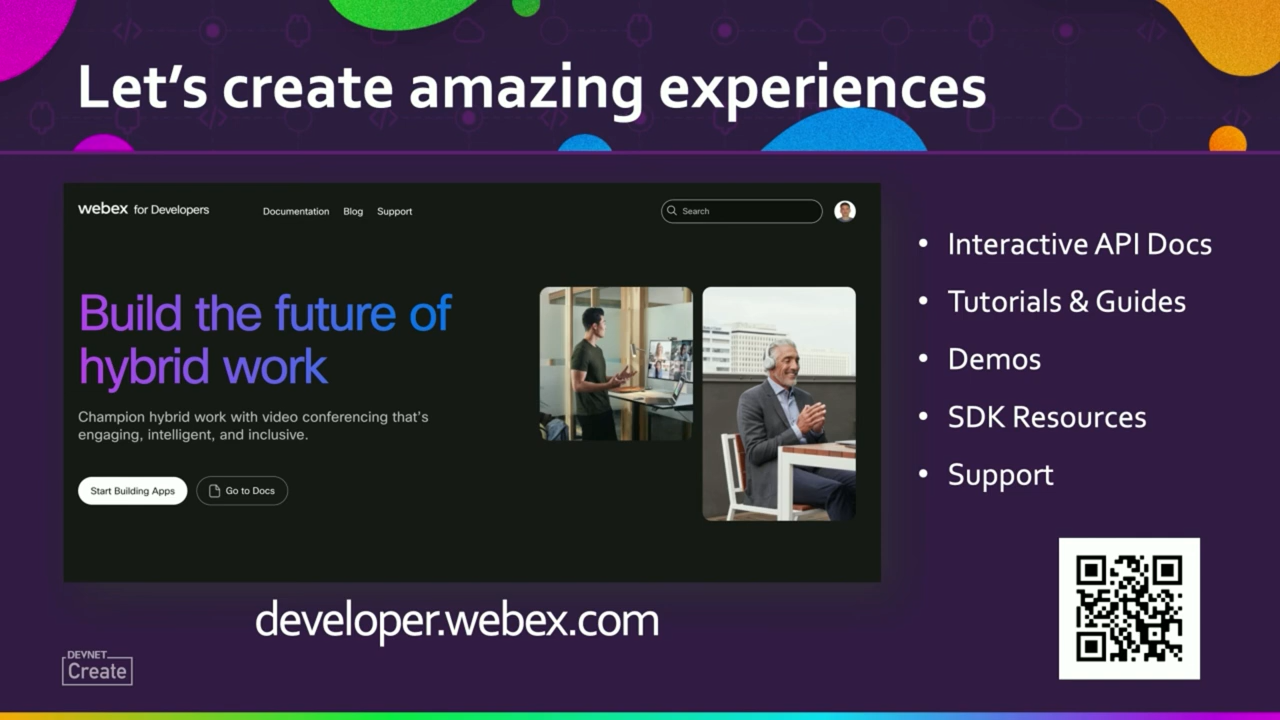 Let's create amazing experiences
webex for Developers
Documentation Blog Support
Search
Build the future of
hybrid work
Champion hybrid work with video conferencing that's
engaging, intelligent, and inclusive.
Start Building Apps
Go to Docs
• Interactive API Docs
• Tutorials & Guides
• Demos
• SDK Resources
• Support
developer.webex.com
DEVNET
Create